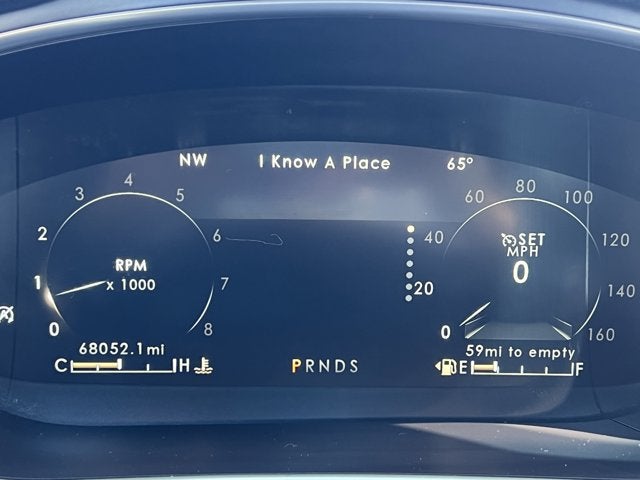 NW I Know A Place 65°
0 1 2 3 4 5 6 7 8
RPM
x 1000
40
20
0 60 80 100 120 140 160
SET
MPH
0
68052.1mi
C H
PRNDS
59mi to empty
E F